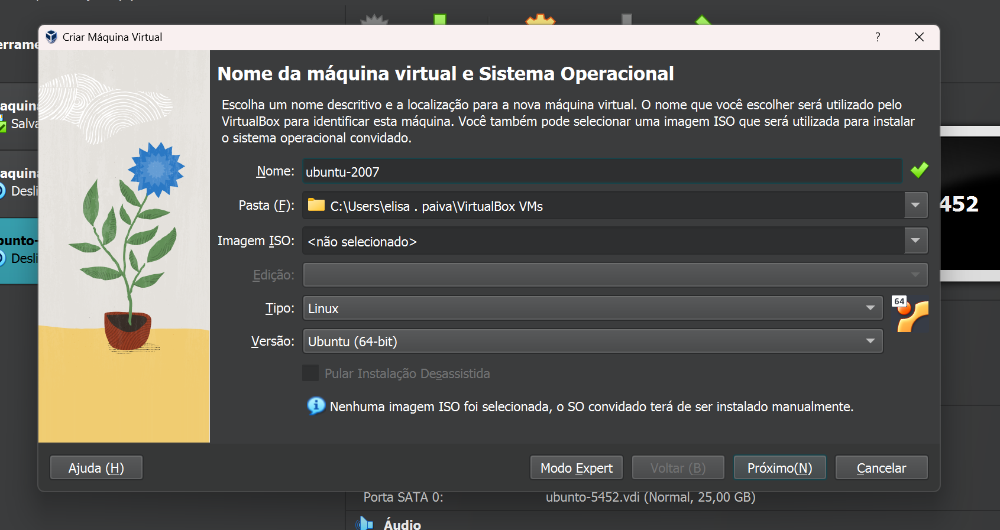 Criar Máquina Virtual
?
Nome da máquina virtual e Sistema Operacional
Escolha um nome descritivo e a localização para a nova máquina virtual. O nome que você escolher será utilizado pelo
VirtualBox para identificar esta máquina. Você também pode selecionar uma imagem ISO que será utilizada para instalar
o sistema operacional convidado.
Nome: ubuntu-2007
Pasta (F): C:\Users\elisa . paiva\VirtualBox VMs
Imagem ISO: <não selecionado>
Edição:
Tipo: Linux
64
Versão: Ubuntu (64-bit)
Pular Instalação Desassistida
Nenhuma imagem ISO foi selecionada, o SO convidado terá de ser instalado manualmente.
Ajuda (H) Modo Expert Voltar (B) Próximo(N) Cancelar
errame
aquina
Salva
aquina
Desli
unto-
Desli
452
Porta SATA 0: ubunto-5452.vdi (Normal, 25,00 GB)
Áudio